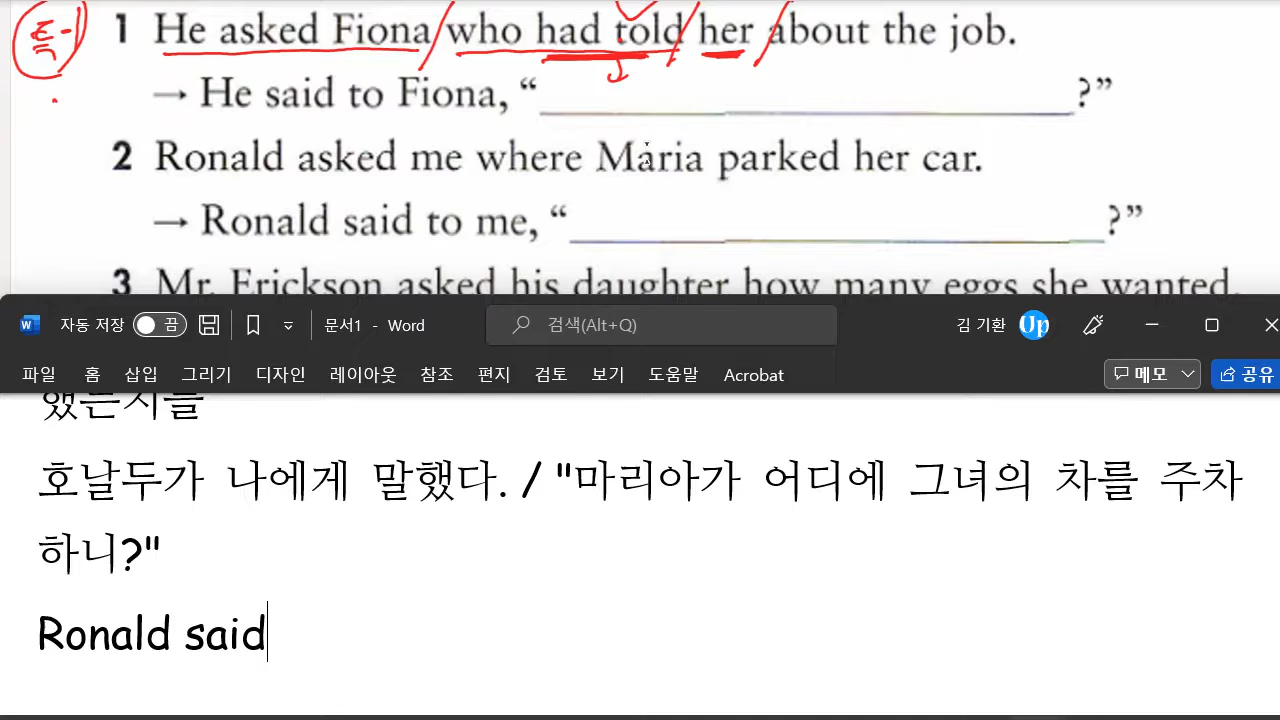 1 He asked Fiona who had told her about the job.
→ He said to Fiona, “ ?”
2 Ronald asked me where Maria parked her car.
→ Ronald said to me, “ ?”
3 Mr. Erickson asked his daughter how many eggs she wanted.
자동 저장 끔 문서1 - Word 검색(Alt+Q) 김 기환 Up
파일 홈 삽입 그리기 디자인 레이아웃 참조 편지 검토 보기 도움말 Acrobat 메모 공유
했는지를
호날두가 나에게 말했다. / "마리아가 어디에 그녀의 차를 주차
하니?"
Ronald said